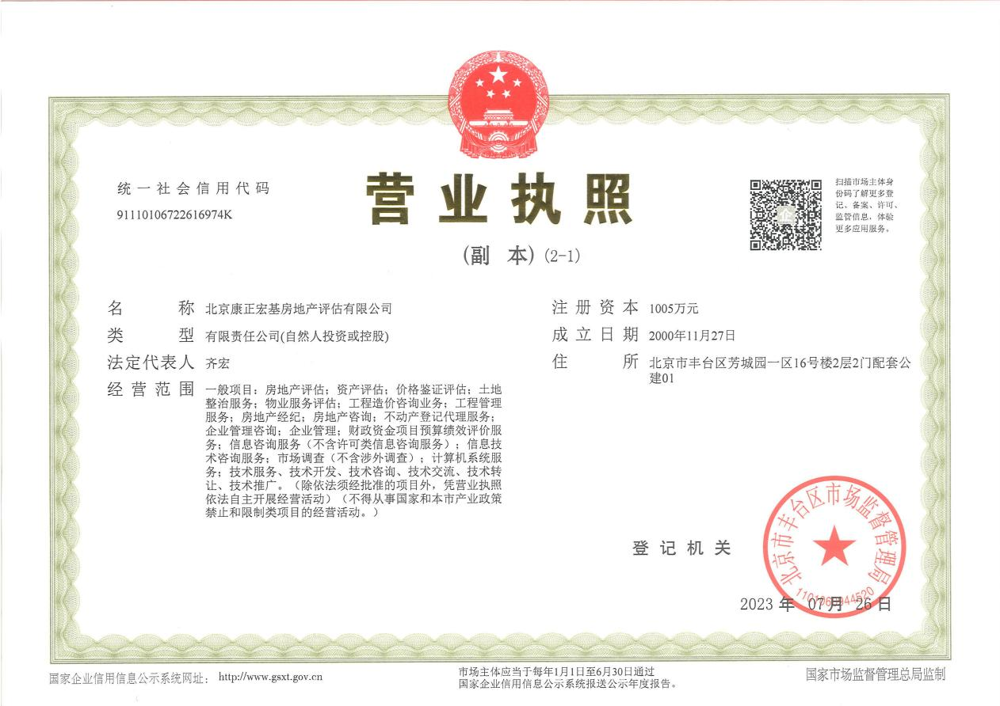 统一社会信用代码
91110106722616974K
营业执照
(副 本) (2-1)
扫描市场主体身
份码了解更多登
记、备案、许可、
监管信息，体验
更多应用服务。
企
名 称 北京康正宏基房地产评估有限公司
类 型 有限责任公司(自然人投资或控股)
法定代表人 齐宏
经营范围 一般项目：房地产评估；资产评估；价格鉴证评估；土地
整治服务；物业服务评估；工程造价咨询业务；工程管理
服务；房地产经纪；房地产咨询；不动产登记代理服务；
企业管理咨询；企业管理；财政资金项目预算绩效评价服
务；信息咨询服务（不含许可类信息咨询服务）；信息技
术咨询服务；市场调查（不含涉外调查）；计算机系统服
务；技术服务、技术开发、技术咨询、技术交流、技术转
让、技术推广。（除依法须经批准的项目外，凭营业执照
依法自主开展经营活动）（不得从事国家和本市产业政策
禁止和限制类项目的经营活动。）
注册资本 1005万元
成立日期 2000年11月27日
住 所 北京市丰台区芳城园一区16号楼2层2门配套公
建01
登记机关
北京市丰台区市场监督管理局
1101060944520
2023 年 07月 26日
国家企业信用信息公示系统网址： http://www.gsxt.gov.cn
市场主体应当于每年1月1日至6月30日通过
国家企业信用信息公示系统报送公示年度报告。
国家市场监督管理总局监制